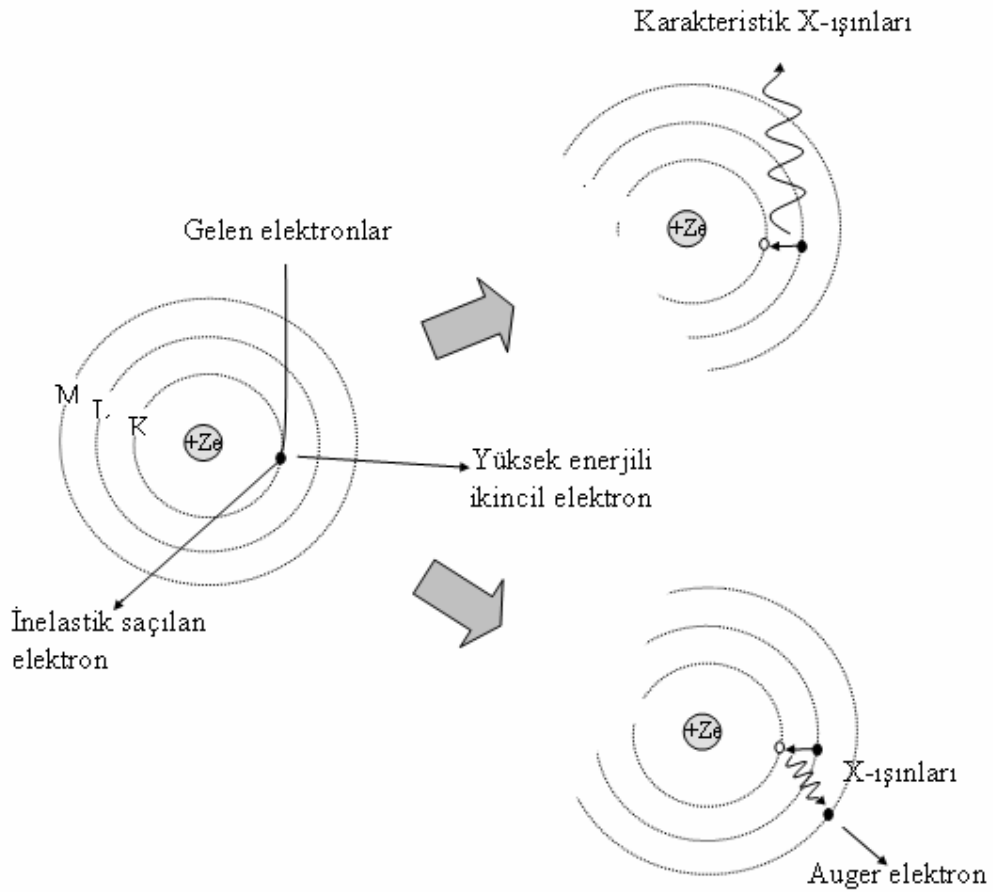 Karakteristik X-ışınları
+Ze
Gelen elektronlar
M
L
K
+Ze
Yüksek enerjili
ikincil elektron
İnelastik saçılan
elektron
+Ze
X-ışınları
Auger elektron